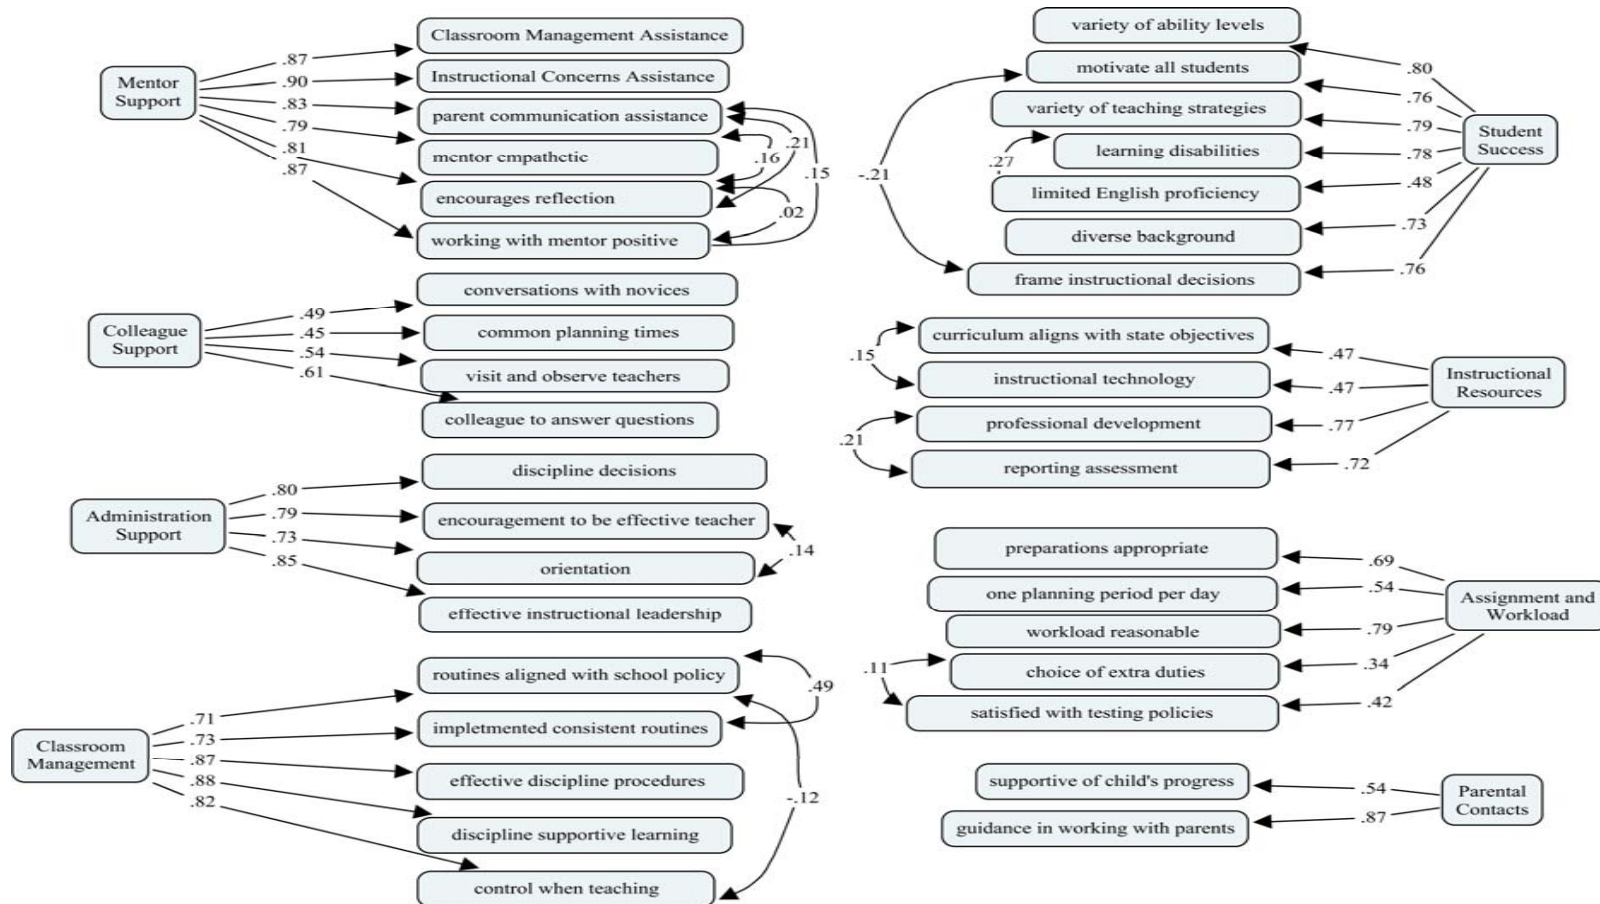 Mentor
Support
.87
.90
.83
.79
.81
.87
Classroom Management Assistance
Instructional Concerns Assistance
parent communication assistance
mentor empathetic
encourages reflection
working with mentor positive
.16
.21
.15
.02
Colleague
Support
.49
.45
.54
.61
conversations with novices
common planning times
visit and observe teachers
colleague to answer questions
Administration
Support
.80
.79
.73
.85
discipline decisions
encouragement to be effective teacher
orientation
effective instructional leadership
.14
Classroom
Management
.71
.73
.87
.88
.82
routines aligned with school policy
impletmented consistent routines
effective discipline procedures
discipline supportive learning
control when teaching
.49
-.12
variety of ability levels
motivate all students
variety of teaching strategies
learning disabilities
limited English proficiency
diverse background
frame instructional decisions
-.21
.27
.80
.76
.79
.78
.48
.73
.76
Student
Success
curriculum aligns with state objectives
instructional technology
professional development
reporting assessment
.15
.21
.47
.47
.77
.72
Instructional
Resources
preparations appropriate
one planning period per day
workload reasonable
choice of extra duties
satisfied with testing policies
.11
.69
.54
.79
.34
.42
Assignment and
Workload
supportive of child's progress
guidance in working with parents
.54
.87
Parental
Contacts